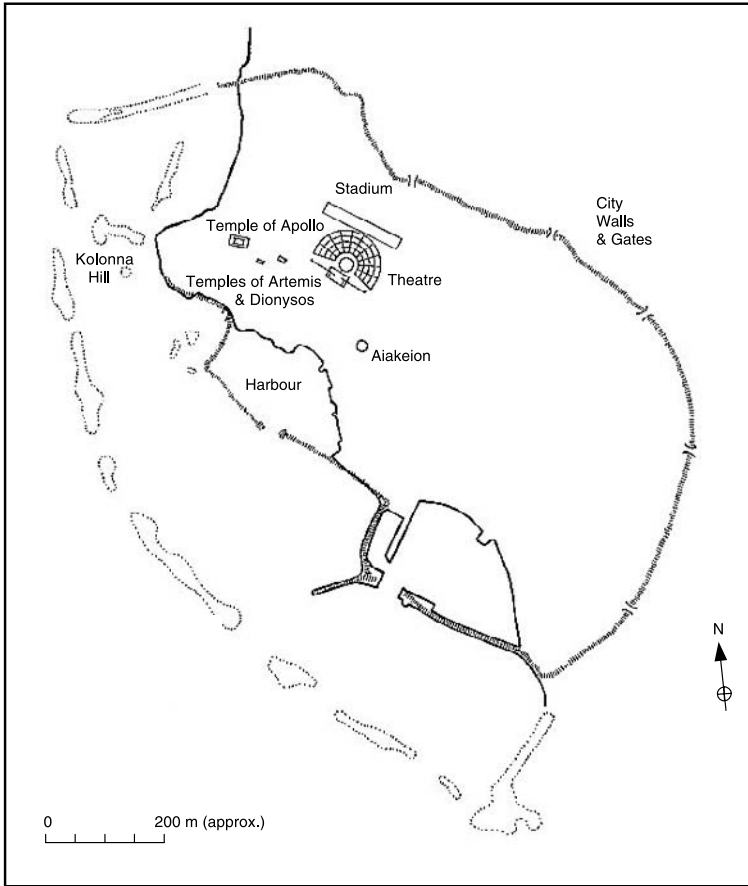 Stadium
City
Walls
& Gates
Temple of Apollo
Kolonna
Hill
Temples of Artemis
& Dionysos
Theatre
Aiakeion
Harbour
N
0 200 m (approx.)